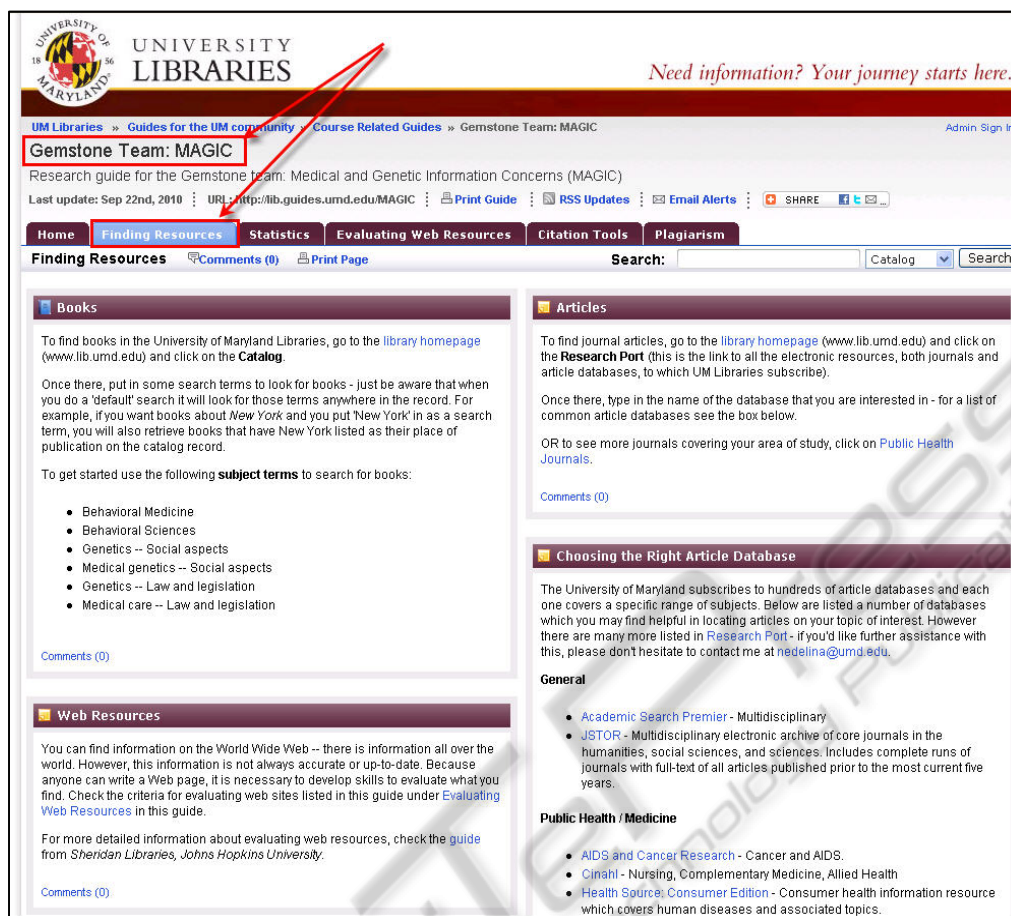 UNIVERSITY OF
18 56
MARYLAND
UNIVERSITY
LIBRARIES
Need information? Your journey starts here.
UM Libraries » Guides for the UM community » Course Related Guides » Gemstone Team: MAGIC
Admin Sign In
Gemstone Team: MAGIC
Research guide for the Gemstone team: Medical and Genetic Information Concerns (MAGIC)
Last update: Sep 22nd, 2010 URL: http://lib.guides.umd.edu/MAGIC Print Guide RSS Updates Email Alerts SHARE
Home Finding Resources Statistics Evaluating Web Resources Citation Tools Plagiarism
Finding Resources Comments (0) Print Page Search: Catalog Search
Books
To find books in the University of Maryland Libraries, go to the library homepage
(www.lib.umd.edu) and click on the Catalog.
Once there, put in some search terms to look for books - just be aware that when
you do a 'default' search it will look for those terms anywhere in the record. For
example, if you want books about New York and you put 'New York' in as a search
term, you will also retrieve books that have New York listed as their place of
publication on the catalog record.
To get started use the following subject terms to search for books:
• Behavioral Medicine
• Behavioral Sciences
• Genetics -- Social aspects
• Medical genetics -- Social aspects
• Genetics -- Law and legislation
• Medical care -- Law and legislation
Comments (0)
Web Resources
You can find information on the World Wide Web -- there is information all over the
world. However, this information is not always accurate or up-to-date. Because
anyone can write a Web page, it is necessary to develop skills to evaluate what you
find. Check the criteria for evaluating web sites listed in this guide under Evaluating
Web Resources in this guide.
For more detailed information about evaluating web resources, check the guide
from Sheridan Libraries, Johns Hopkins University.
Comments (0)
Articles
To find journal articles, go to the library homepage (www.lib.umd.edu) and click on
the Research Port (this is the link to all the electronic resources, both journals and
article databases, to which UM Libraries subscribe).
Once there, type in the name of the database that you are interested in - for a list of
common article databases see the box below.
OR to see more journals covering your area of study, click on Public Health
Journals.
Comments (0)
Choosing the Right Article Database
The University of Maryland subscribes to hundreds of article databases and each
one covers a specific range of subjects. Below are listed a number of databases
which you may find helpful in locating articles on your topic of interest. However
there are many more listed in Research Port - if you'd like further assistance with
this, please don't hesitate to contact me at nedelina@umd.edu.
General
• Academic Search Premier - Multidisciplinary
• JSTOR - Multidisciplinary electronic archive of core journals in the
humanities, social sciences, and sciences. Includes complete runs of
journals with full-text of all articles published prior to the most current five
years.
Public Health / Medicine
• AIDS and Cancer Research - Cancer and AIDS.
• Cinahl - Nursing, Complementary Medicine, Allied Health
• Health Source: Consumer Edition - Consumer health information resource
which covers human diseases and associated topics.